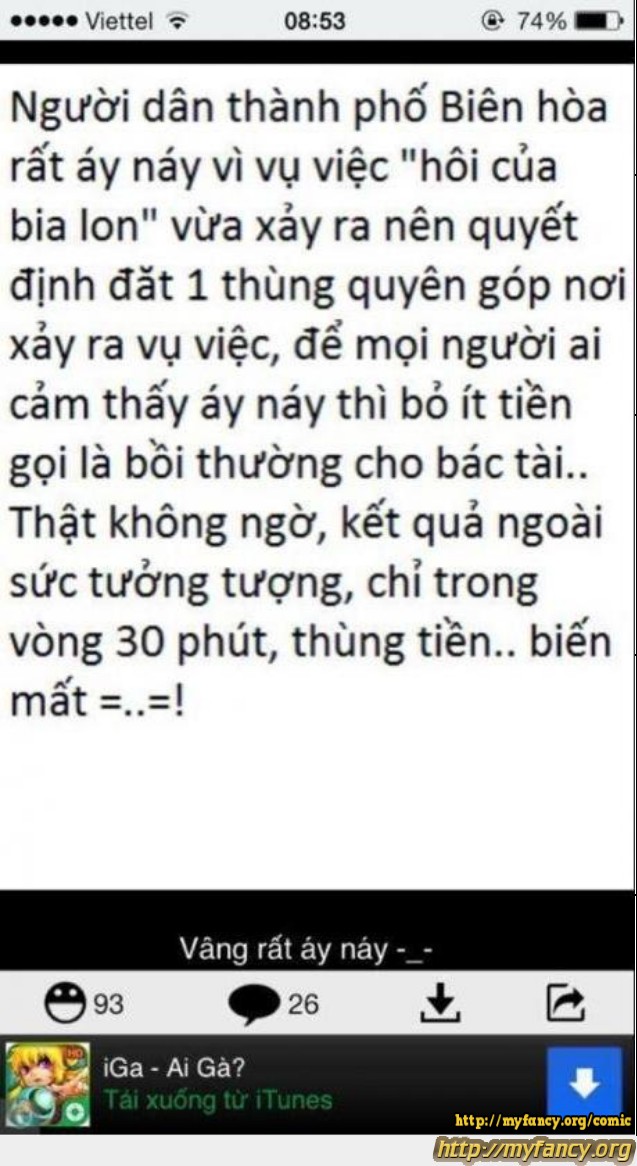 Viettel 08:53 74%
Người dân thành phố Biên hòa
rất áy náy vì vụ việc "hôi của
bia lon" vừa xảy ra nên quyết
định đăt 1 thùng quyên góp nơi
xảy ra vụ việc, để mọi người ai
cảm thấy áy náy thì bỏ ít tiền
gọi là bồi thường cho bác tài..
Thật không ngờ, kết quả ngoài
sức tưởng tượng, chỉ trong
vòng 30 phút, thùng tiền.. biến
mất =..=!
Vâng rất áy náy -_-
93 26
HD
iGa - Ai Gà?
Tải xuống từ iTunes
http://myfancy.org/comic
http://myfancy.org